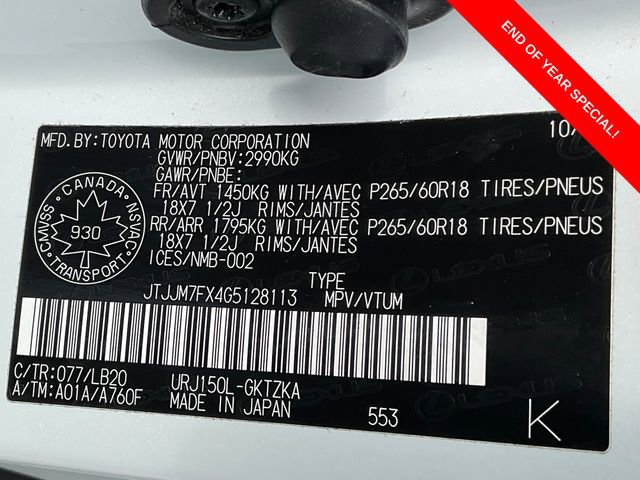 END OF YEAR SPECIAL!
10/
MFD.BY:TOYOTA MOTOR CORPORATION
GVWR/PNBV:2990KG
GAWR/PNBE:
FR/AVT 1450KG WITH/AVEC P265/60R18 TIRES/PNEUS
18X7 1/2J RIMS/JANTES
RR/ARR 1795KG WITH/AVEC P265/60R18 TIRES/PNEUS
18X7 1/2J RIMS/JANTES
ICES/NMB-002
CANADA
CMVSS NSVAC
930
TRANSPORT
TYPE
JTJJM7FX4G5128113 MPV/VTUM
C/TR:077/LB20 URJ150L-GKTZKA
A/TM:A01A/A760F MADE IN JAPAN 553 K
LEXUS